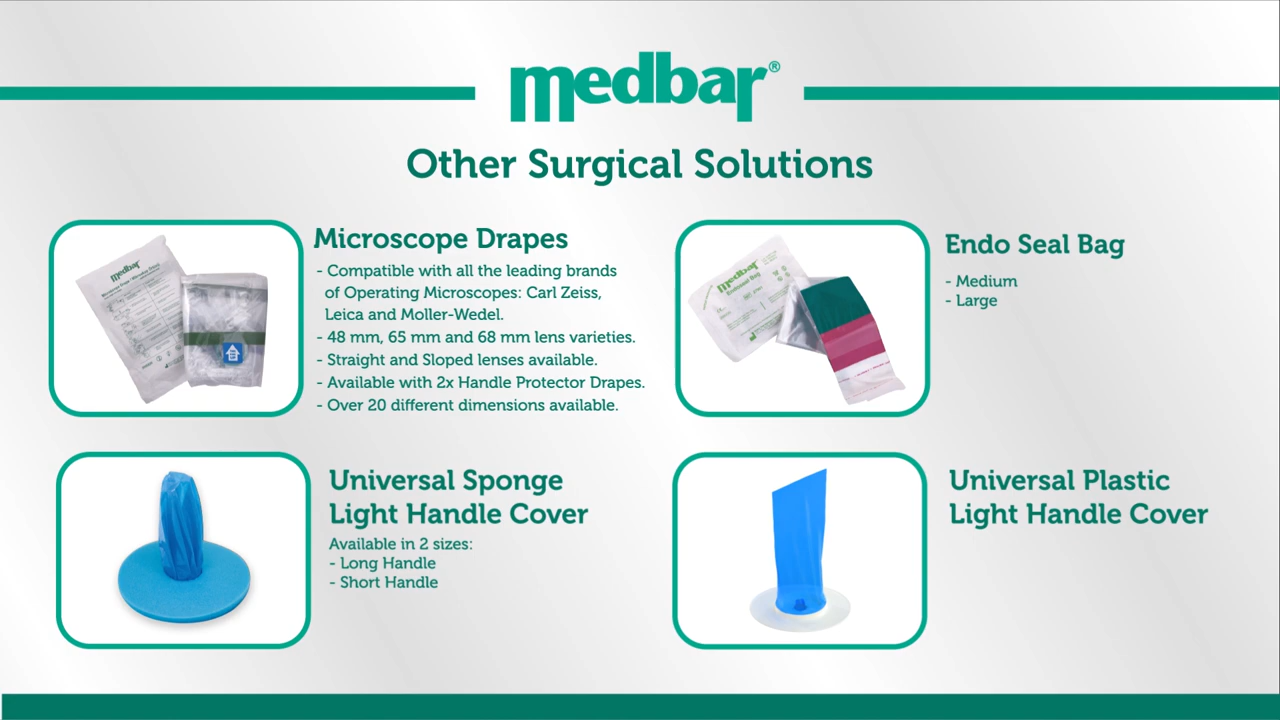 medbar®
Other Surgical Solutions
Microscope Drapes
- Compatible with all the leading brands
of Operating Microscopes: Carl Zeiss,
Leica and Moller-Wedel.
- 48 mm, 65 mm and 68 mm lens varieties.
- Straight and Sloped lenses available.
- Available with 2x Handle Protector Drapes.
- Over 20 different dimensions available.
medbar
Endo Seal Bag
- Medium
- Large
medbar
Endoseal Bag
Universal Sponge
Light Handle Cover
Available in 2 sizes:
- Long Handle
- Short Handle
Universal Plastic
Light Handle Cover